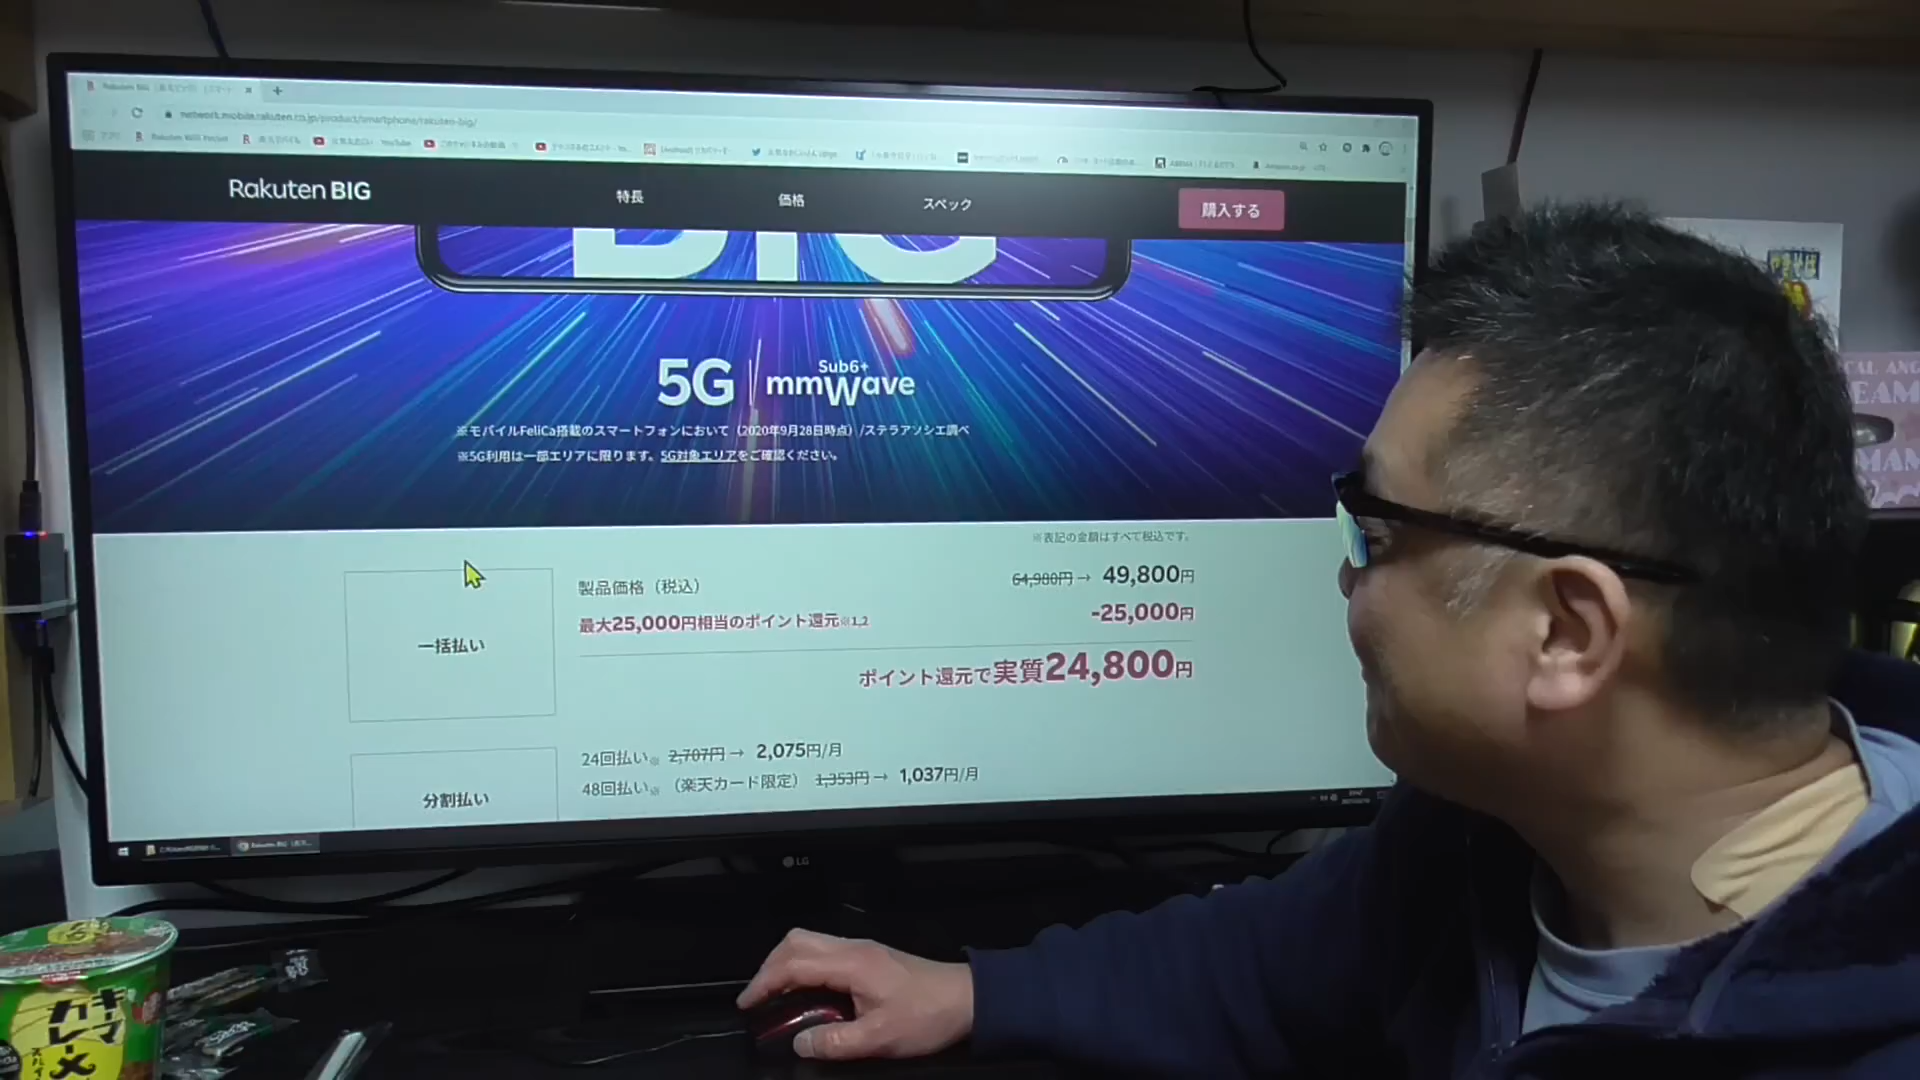 network.mobile.rakuten.co.jp/product/smartphone/rakuten-big/
Rakuten BIG
特長
価格
スペック
購入する
BIG
5G
Sub6+
mmWave
※モバイルFeliCa搭載のスマートフォンにおいて（2020年9月28日時点）/ステラアソシエ調べ
※5G利用は一部エリアに限ります。5G対象エリアをご確認ください。
※表記の金額はすべて税込です。
一括払い
製品価格（税込）
64,980円→ 49,800円
最大25,000円相当のポイント還元※1,2
-25,000円
ポイント還元で実質24,800円
分割払い
24回払い※ 2,707円→ 2,075円/月
48回払い※（楽天カード限定） 1,353円→ 1,037円/月
LG
キーマ
カレー